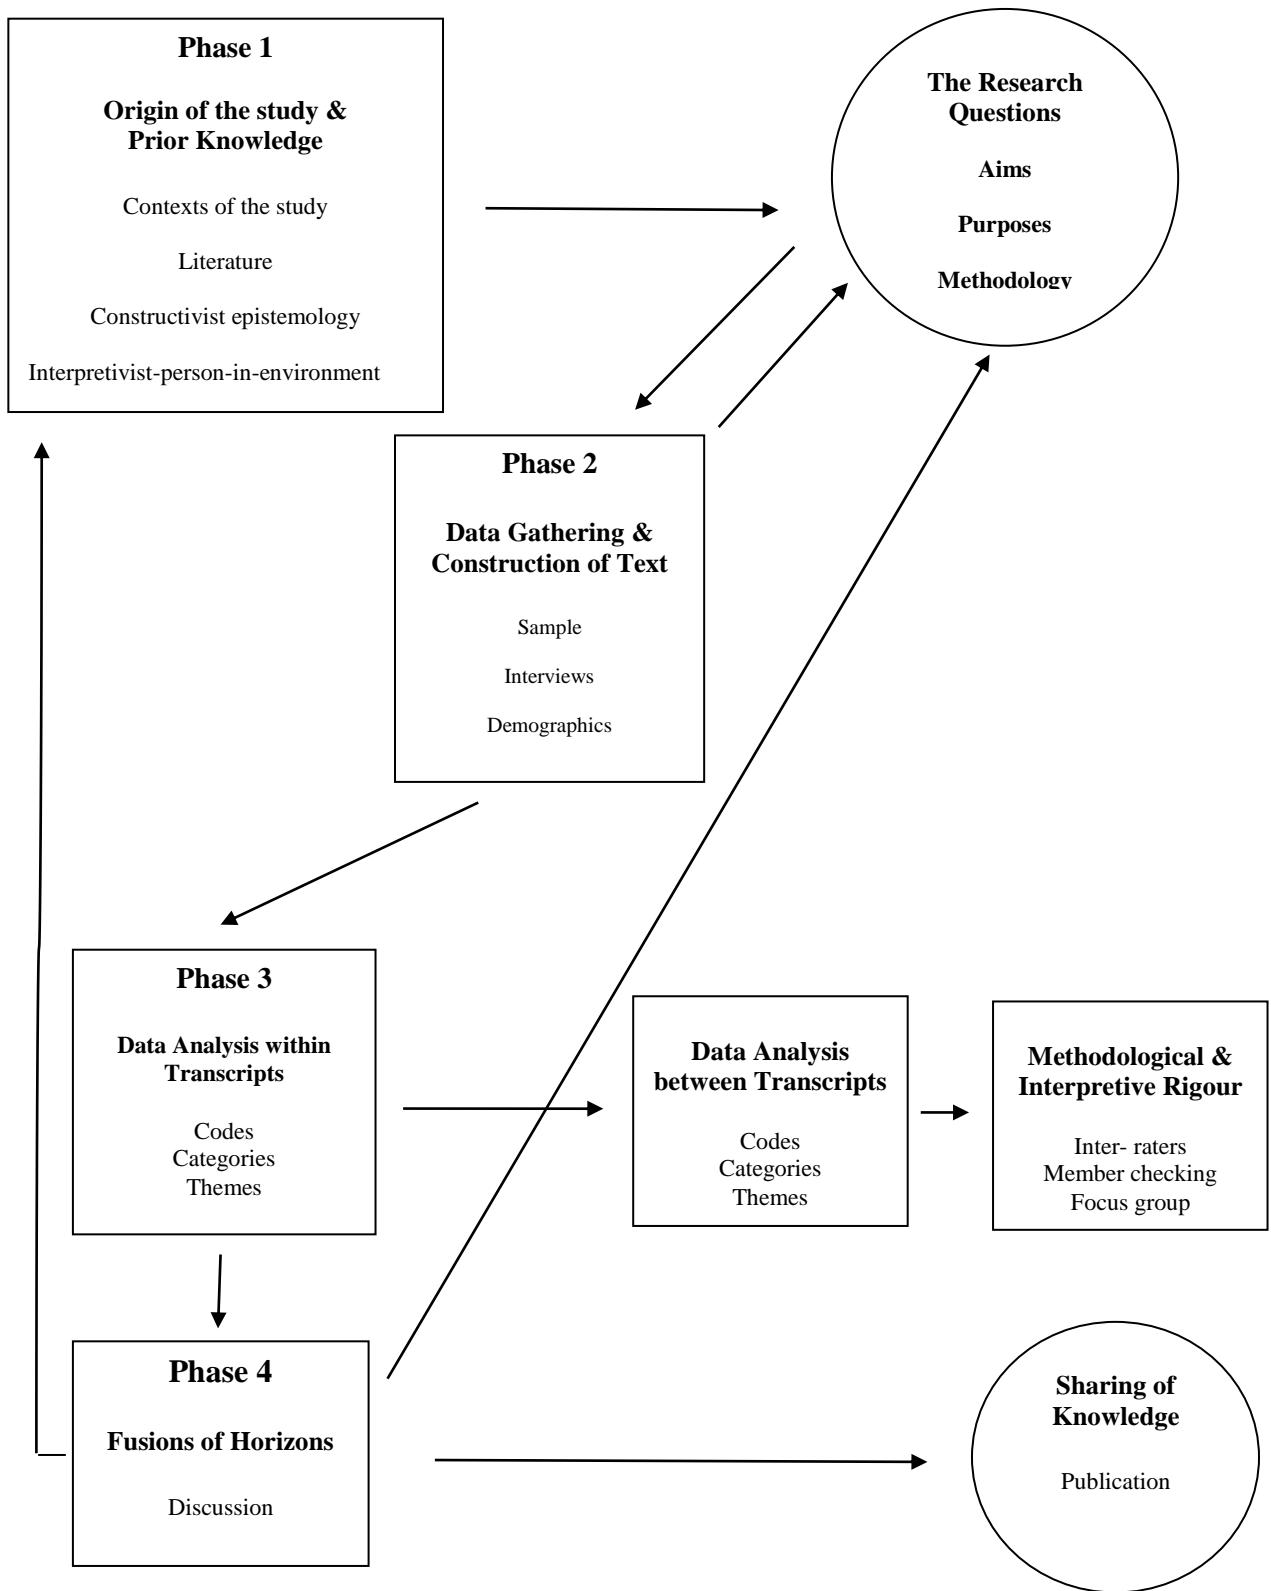 Phase 1
Origin of the study &
Prior Knowledge
Contexts of the study
Literature
Constructivist epistemology
Interpretivist-person-in-environment
The Research
Questions
Aims
Purposes
Methodology
Phase 2
Data Gathering &
Construction of Text
Sample
Interviews
Demographics
Phase 3
Data Analysis within
Transcripts
Codes
Categories
Themes
Data Analysis
between Transcripts
Codes
Categories
Themes
Methodological &
Interpretive Rigour
Inter- raters
Member checking
Focus group
Phase 4
Fusions of Horizons
Discussion
Sharing of
Knowledge
Publication